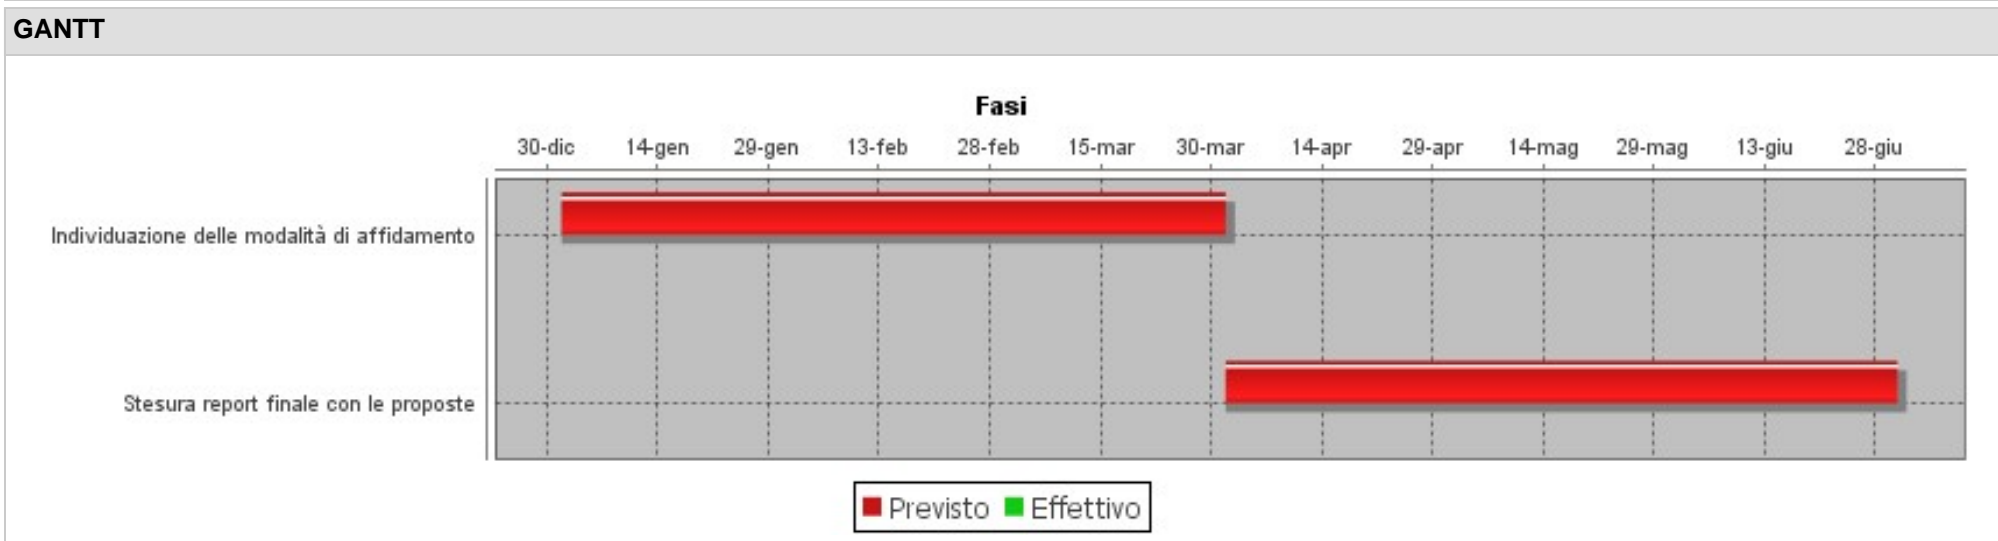 GANTT
Fasi
30-dic 14-gen 29-gen 13-feb 28-feb 15-mar 30-mar 14-apr 29-apr 14-mag 29-mag 13-giu 28-giu
Individuazione delle modalità di affidamento
Stesura report finale con le proposte
Previsto Effettivo